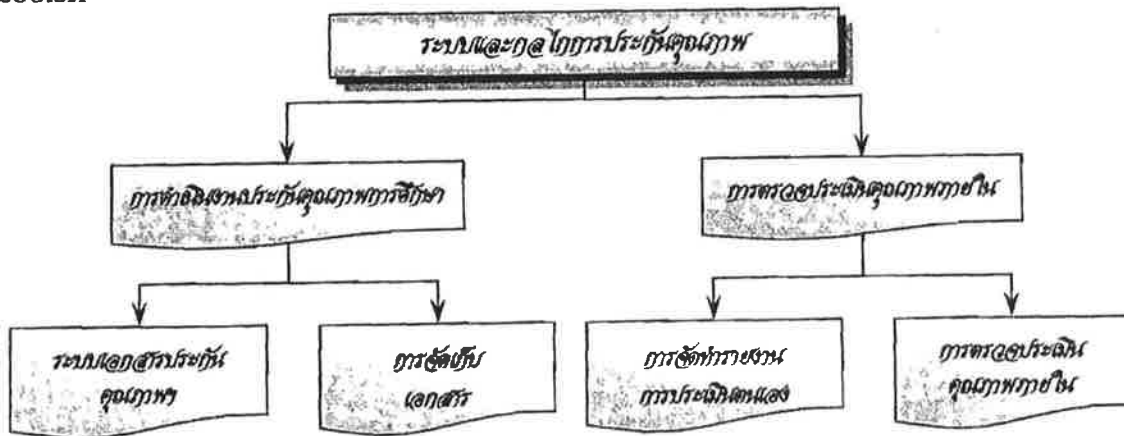 ระบบและกลไกการประกันคุณภาพ
การดำเนินงานประกันคุณภาพการศึกษา
การตรวจประเมินคุณภาพภายใน
ระบบเอกสารประกัน
คุณภาพฯ
การจัดเก็บ
เอกสาร
การจัดทำรายงาน
การประเมินตนเอง
การตรวจประเมิน
คุณภาพภายใน